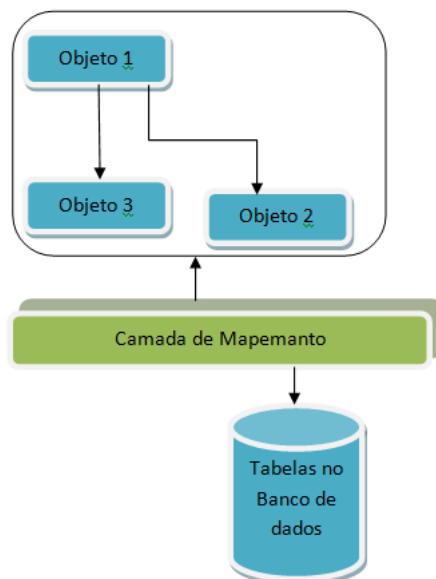 Objeto 1
Objeto 3
Objeto 2
Camada de Mapemanto
Tabelas no
Banco de
dados